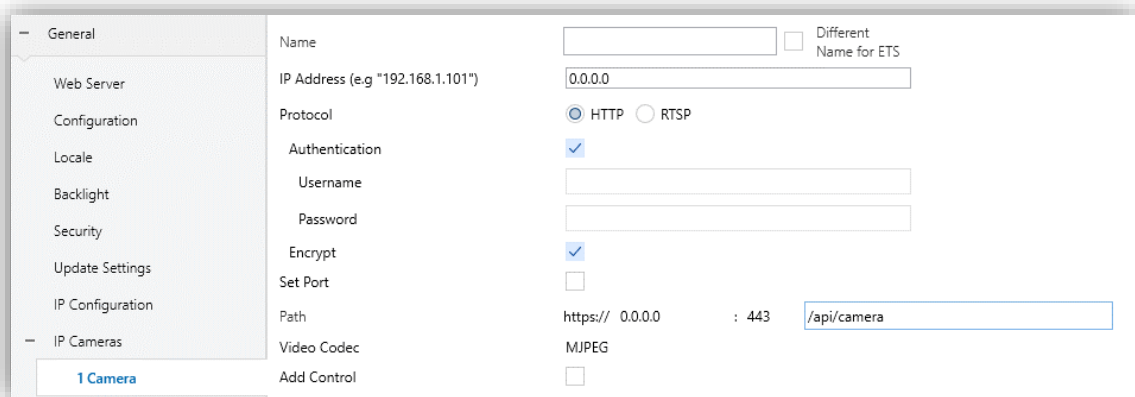 General
Web Server
Configuration
Locale
Backlight
Security
Update Settings
IP Configuration
IP Cameras
1 Camera
Name
Different
Name for ETS
IP Address (e.g "192.168.1.101")
0.0.0.0
Protocol
HTTP RTSP
Authentication
Username
Password
Encrypt
Set Port
Path
https:// 0.0.0.0 : 443 /api/camera
Video Codec
MJPEG
Add Control